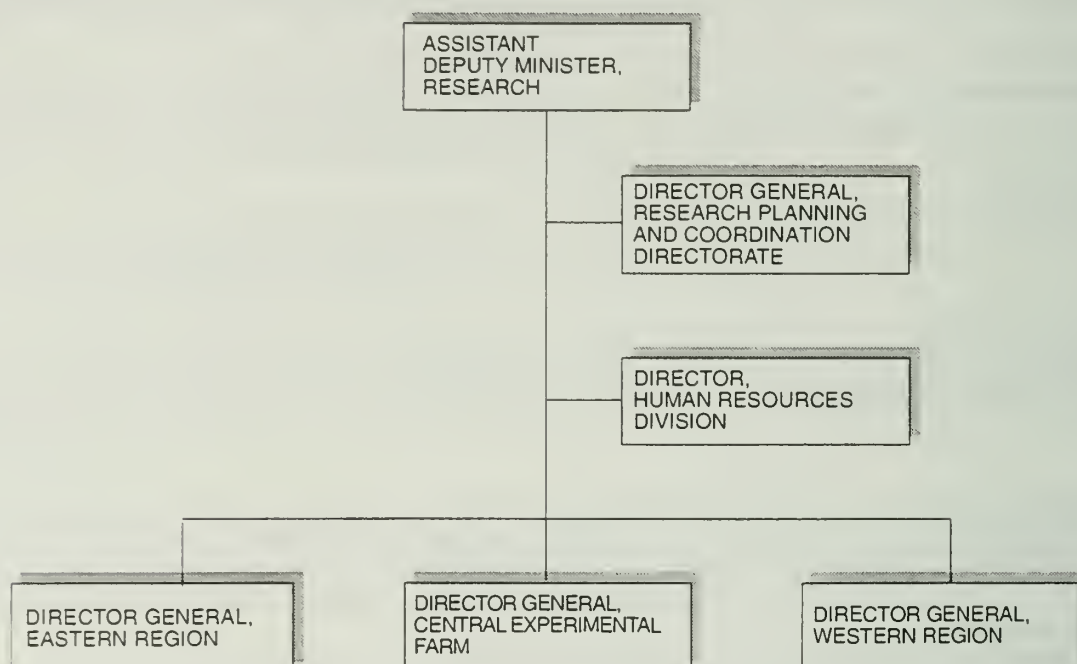 ASSISTANT
DEPUTY MINISTER,
RESEARCH
DIRECTOR GENERAL,
RESEARCH PLANNING
AND COORDINATION
DIRECTORATE
DIRECTOR,
HUMAN RESOURCES
DIVISION
DIRECTOR GENERAL,
EASTERN REGION
DIRECTOR GENERAL,
CENTRAL EXPERIMENTAL
FARM
DIRECTOR GENERAL,
WESTERN REGION